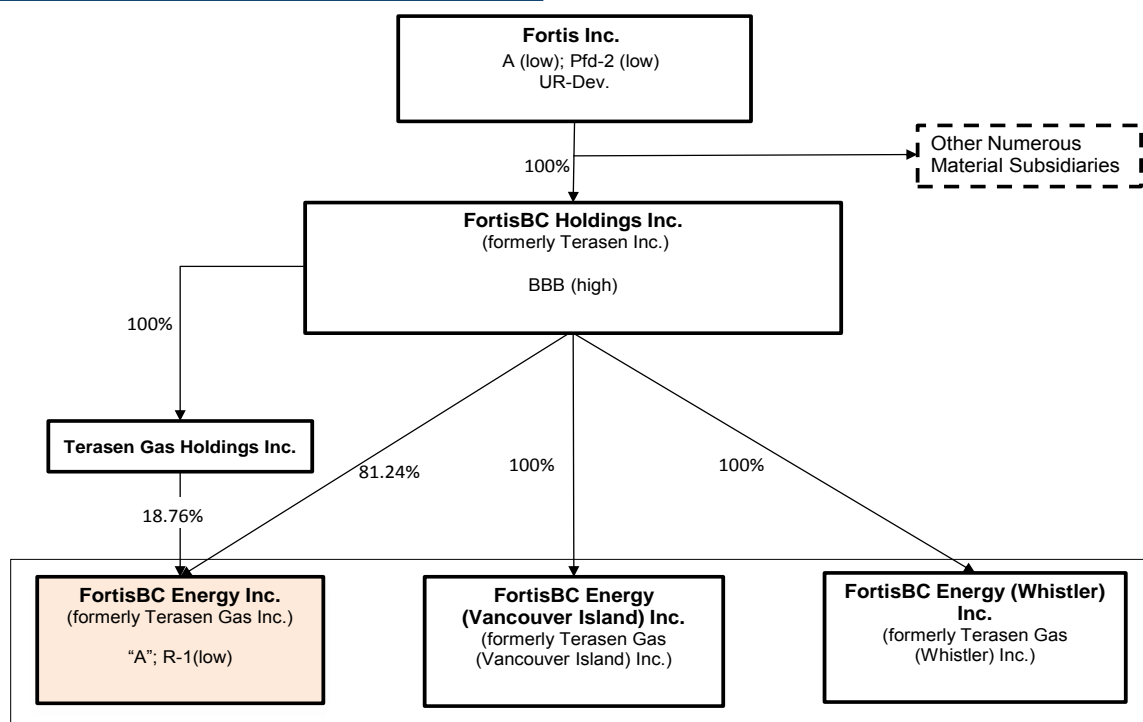 Fortis Inc.
A (low); Pfd-2 (low)
UR-Dev.
Other Numerous
Material Subsidiaries
100%
FortisBC Holdings Inc.
(formerly Terasen Inc.)
BBB (high)
100%
Terasen Gas Holdings Inc.
81.24%
100%
100%
18.76%
FortisBC Energy Inc.
(formerly Terasen Gas Inc.)
“A”; R-1(low)
FortisBC Energy
(Vancouver Island) Inc.
(formerly Terasen Gas
(Vancouver Island) Inc.)
FortisBC Energy (Whistler)
Inc.
(formerly Terasen Gas
(Whistler) Inc.)